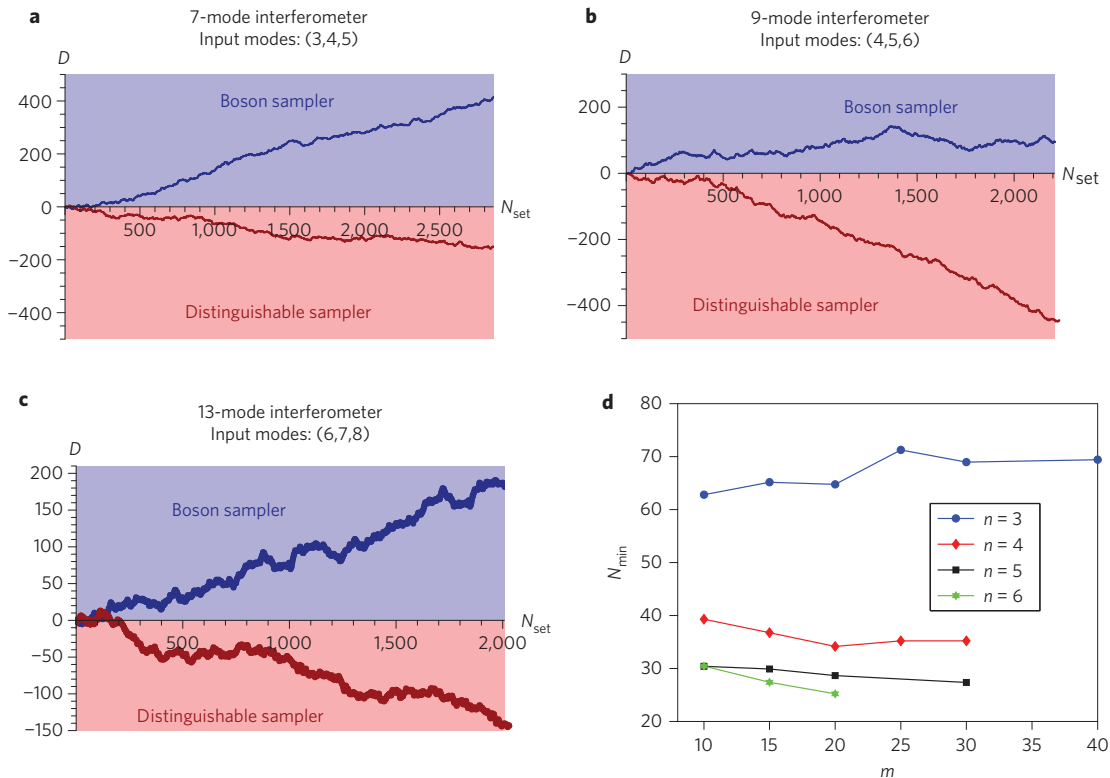 a
7-mode interferometer
Input modes: (3,4,5)
D
400
200
0
−200
−400
Boson sampler
Distinguishable sampler
500 1,000 1,500 2,000 2,500
N_set
b
9-mode interferometer
Input modes: (4,5,6)
D
200
0
−200
−400
Boson sampler
Distinguishable sampler
500 1,000 1,500 2,000
N_set
c
13-mode interferometer
Input modes: (6,7,8)
D
200
150
100
50
0
−50
−100
−150
Boson sampler
Distinguishable sampler
500 1,000 1,500 2,000
N_set
d
80
70
60
50
40
30
20
N_min
n = 3
n = 4
n = 5
n = 6
10 15 20 25 30 35 40
m